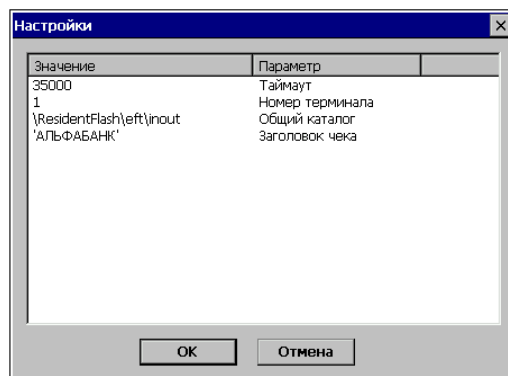 Настройки
Значение Параметр
35000 Таймаут
1 Номер терминала
\ResidentFlash\eft\inout Общий каталог
'АЛЬФАБАНК' Заголовок чека
OK Отмена